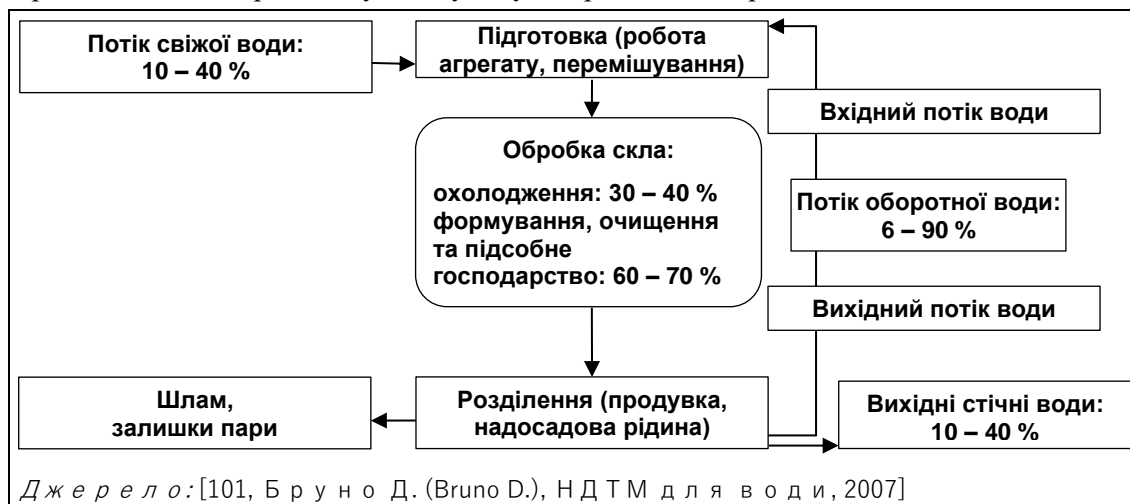 Потік свіжої води:
10 – 40 %
Підготовка (робота
агрегату, перемішування)
Вхідний потік води
Обробка скла:
охолодження: 30 – 40 %
формування, очищення
та підсобне
господарство: 60 – 70 %
Потік оборотної води:
6 – 90 %
Вихідний потік води
Шлам,
залишки пари
Розділення (продувка,
надосадова рідина)
Вихідні стічні води:
10 – 40 %
Джерело: [101, Бруно Д. (Bruno D.), НДТМ для води, 2007]